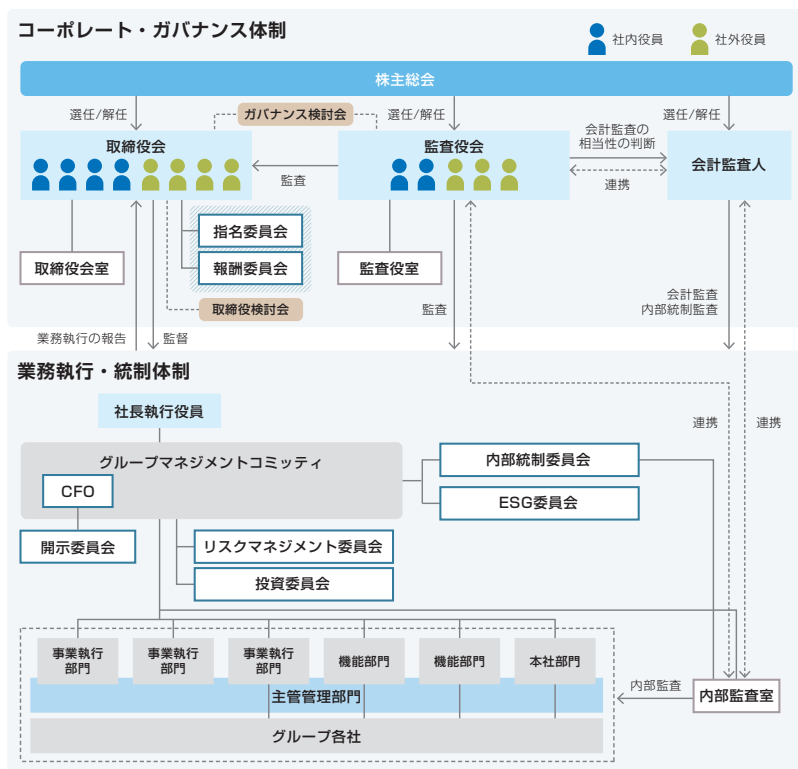 コーポレート・ガバナンス体制
社内役員
社外役員
株主総会
選任/解任
ガバナンス検討会
選任/解任
会計監査の
相当性の判断
選任/解任
取締役会
監査
監査役会
連携
会計監査人
取締役会室
指名委員会
報酬委員会
監査役室
取締役検討会
業務執行の報告
監督
監査
会計監査
内部統制監査
業務執行・統制体制
社長執行役員
連携
連携
グループマネジメントコミッティ
CFO
内部統制委員会
ESG委員会
開示委員会
リスクマネジメント委員会
投資委員会
事業執行
部門
事業執行
部門
事業執行
部門
機能部門
機能部門
本社部門
主管管理部門
グループ各社
内部監査
内部監査室